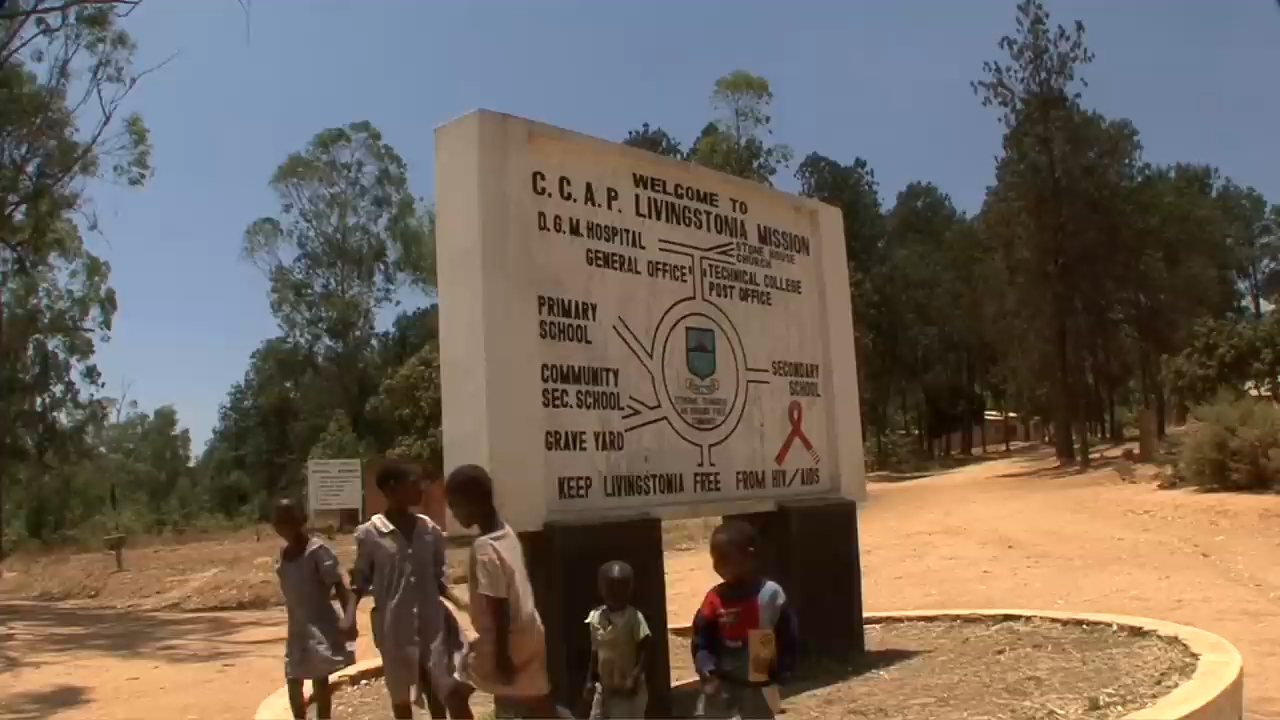 WELCOME TO
C.C.A.P. LIVINGSTONIA MISSION
D.G.M. HOSPITAL
STONE HOUSE
CHURCH
GENERAL OFFICE
TECHNICAL COLLEGE
POST OFFICE
PRIMARY
SCHOOL
COMMUNITY
SEC. SCHOOL
SECONDARY
SCHOOL
GRAVE YARD
KEEP LIVINGSTONIA FREE FROM HIV/AIDS